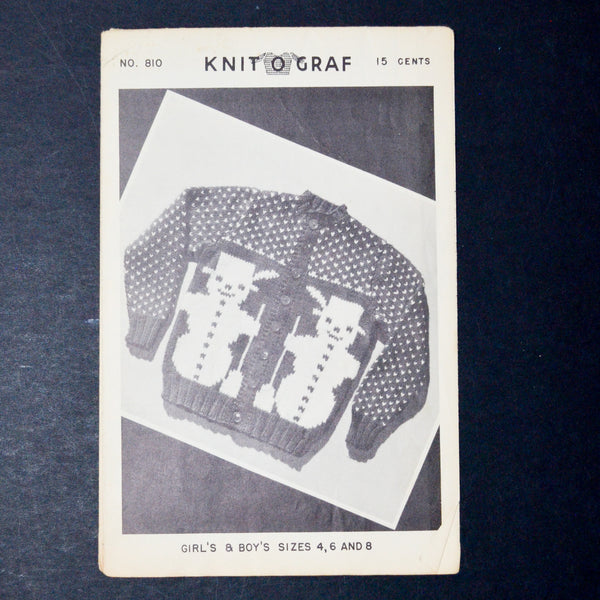 NO. 810 KNIT O GRAF 15 CENTS
GIRL'S & BOY'S SIZES 4, 6 AND 8